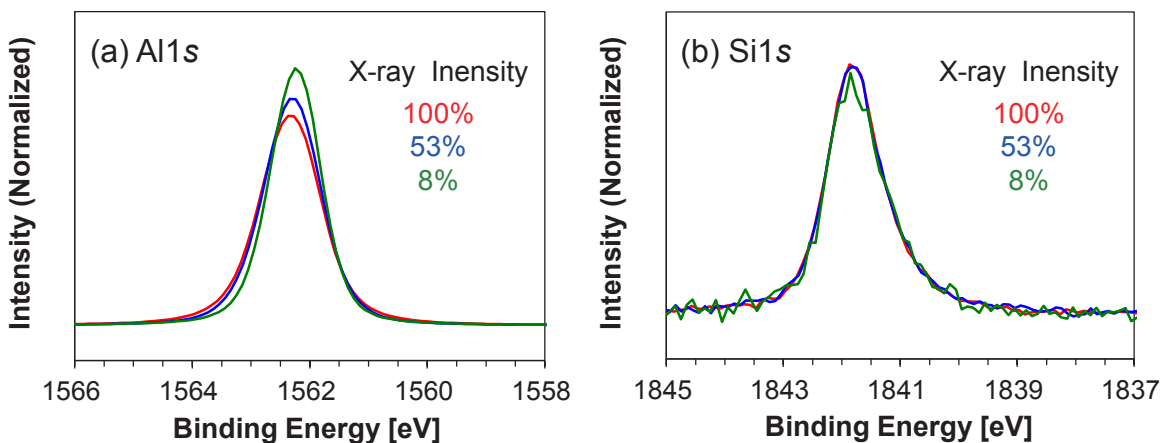 (a) Al1s
X-ray Inensity
100%
53%
8%
Intensity (Normalized)
1566
1564
1562
1560
1558
Binding Energy [eV]
(b) Si1s
X-ray Inensity
100%
53%
8%
Intensity (Normalized)
1845
1843
1841
1839
1837
Binding Energy [eV]